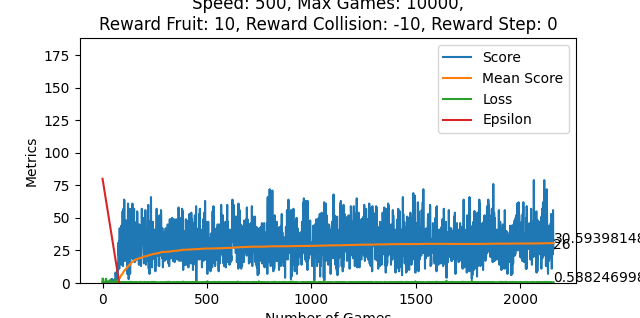 Speed: 500, Max Games: 10000,
Reward Fruit: 10, Reward Collision: -10, Reward Step: 0
175
150
125
100
75
50
25
0
Metrics
Score
Mean Score
Loss
Epsilon
30.59398148
26
0.588246998
0
500
1000
1500
2000
Number of Games